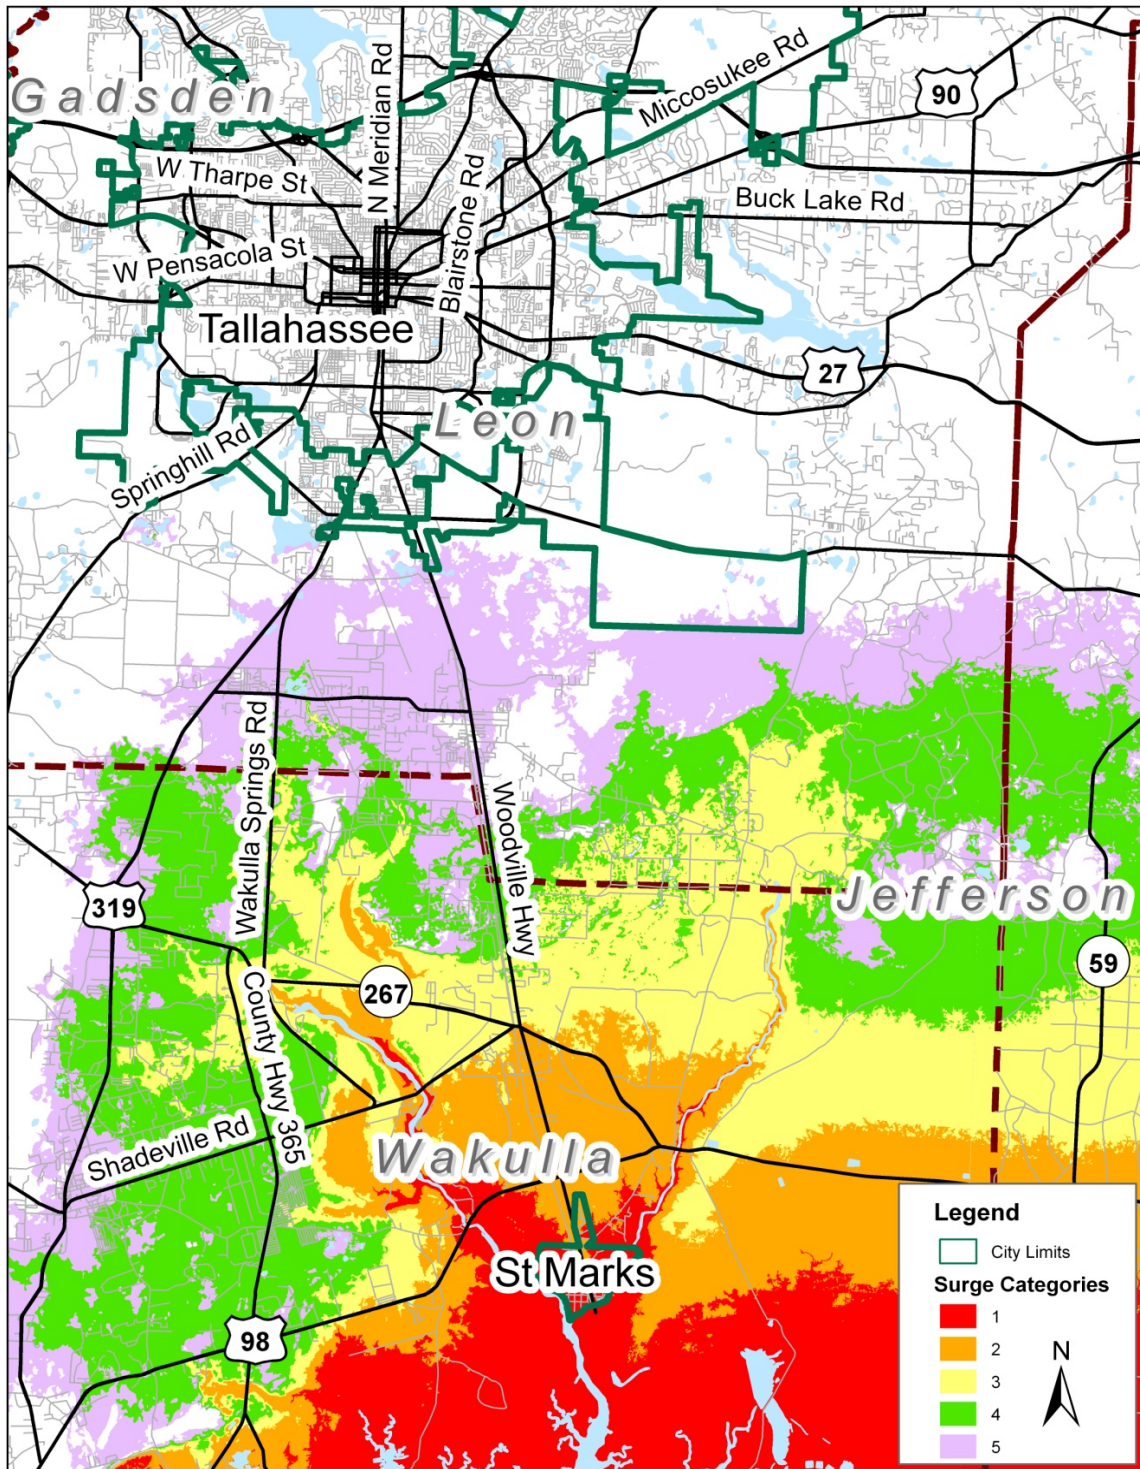 Gadsden
N Meridian Rd
Miccosukee Rd
90
W Tharpe St
Blairstone Rd
Buck Lake Rd
W Pensacola St
Tallahassee
27
Leon
Springhill Rd
Wakulla Springs Rd
Woodville Hwy
Jefferson
319
59
267
County Hwy 365
Shadeville Rd
Wakulla
St Marks
98
Legend
City Limits
Surge Categories
1
2
3
4
5
N